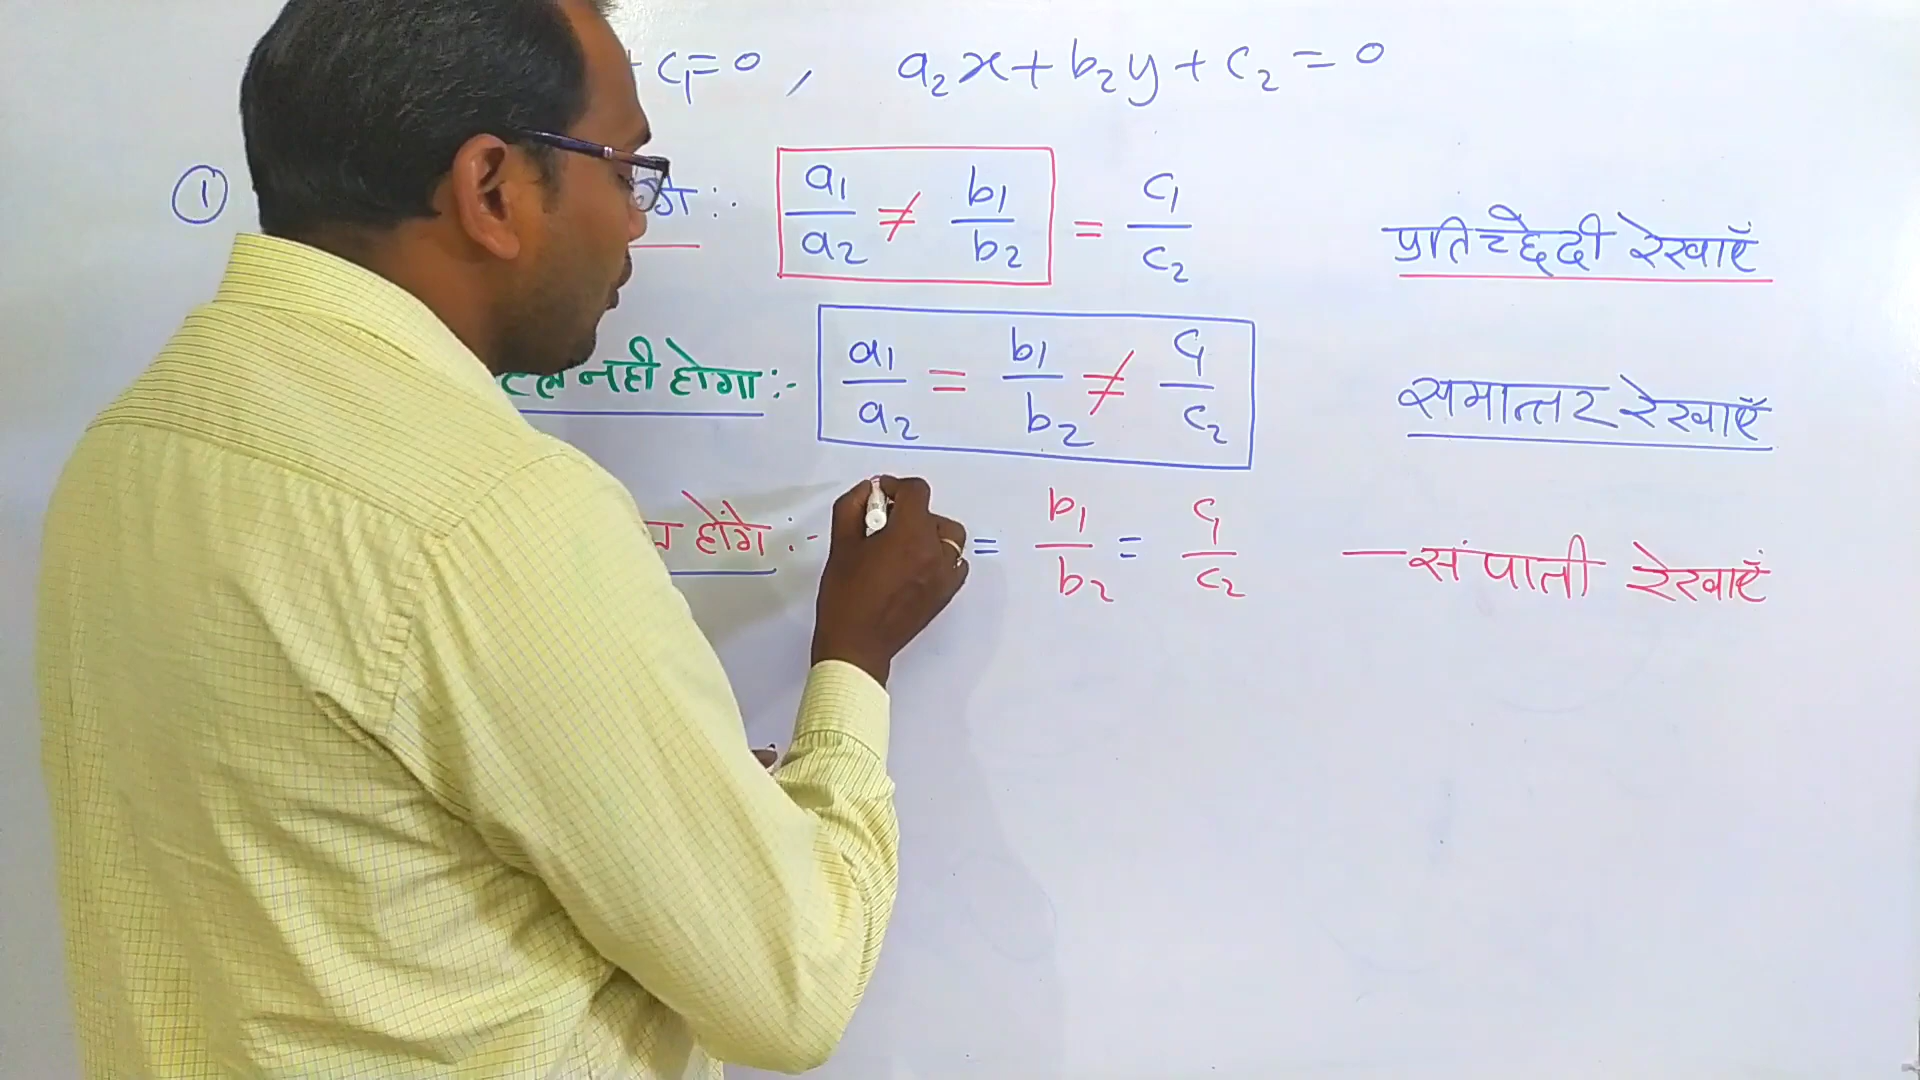 + c₁ = 0 , a₂x + b₂y + c₂ = 0
① :. a₁/a₂ ≠ b₁/b₂ = c₁/c₂ प्रतिच्छेदी रेखाएँ
नही होगा :- a₁/a₂ = b₁/b₂ ≠ c₁/c₂ समान्तर रेखाएँ
होंगे :- = b₁/b₂ = c₁/c₂ — संपाती रेखाएँ